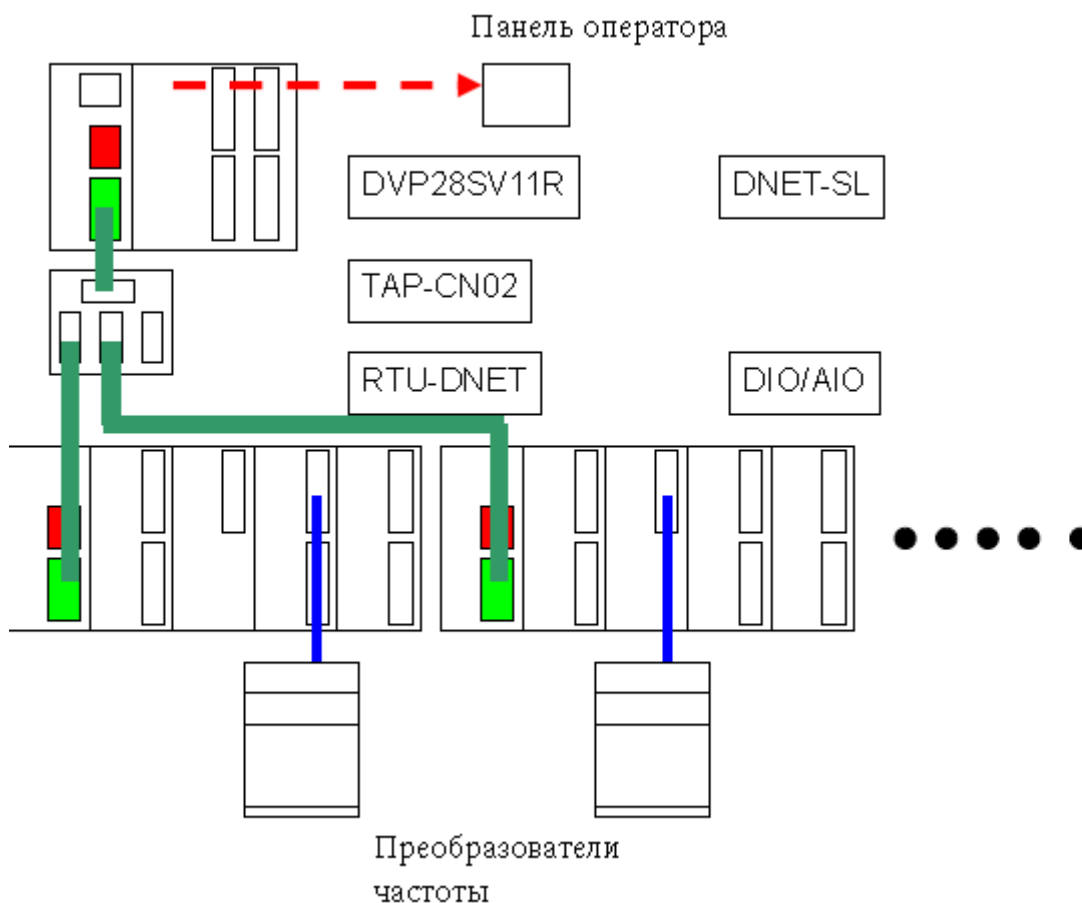 Панель оператора
DVP28SV11R
DNET-SL
TAP-CN02
RTU-DNET
DIO/AIO
Преобразователи
частоты